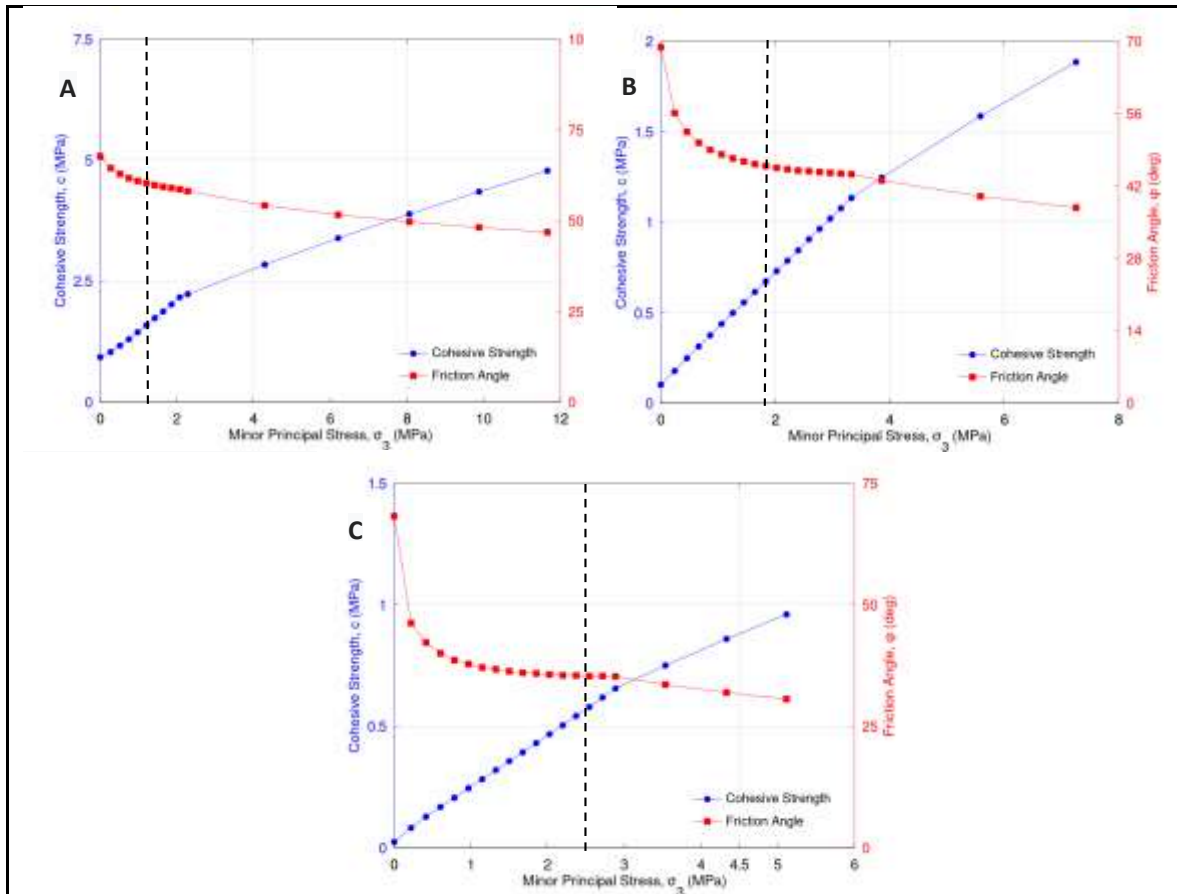 A
7.5
5
2.5
0
Cohesive Strength, c (MPa)
10
75
50
25
0
Cohesive Strength
Friction Angle
0 2 4 6 8 10 12
Minor Principal Stress, σ3 (MPa)
B
2
1.5
1
0.5
0
Cohesive Strength, c (MPa)
70
56
42
28
14
0
Friction Angle, φ (deg)
Cohesive Strength
Friction Angle
0 2 4 6 8
Minor Principal Stress, σ3 (MPa)
C
1.5
1
0.5
0
Cohesive Strength, c (MPa)
75
50
25
0
Friction Angle, φ (deg)
Cohesive Strength
Friction Angle
0 1 2 3 4 4.5 5 6
Minor Principal Stress, σ3 (MPa)